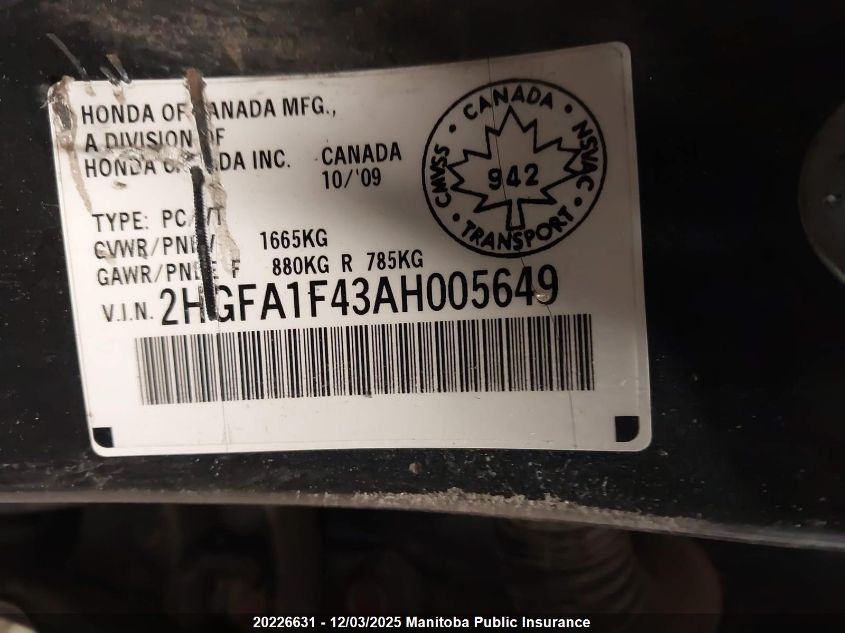 HONDA OF CANADA MFG.,
A DIVISION OF
HONDA CANADA INC. CANADA
10/'09
TYPE: PC/VT
GVWR/PNBV 1665KG
GAWR/PNBE F 880KG R 785KG
V.I.N. 2HGFA1F43AH005649
CANADA
NSVAC
TRANSPORT
CMVSS
942
20226631 - 12/03/2025 Manitoba Public Insurance